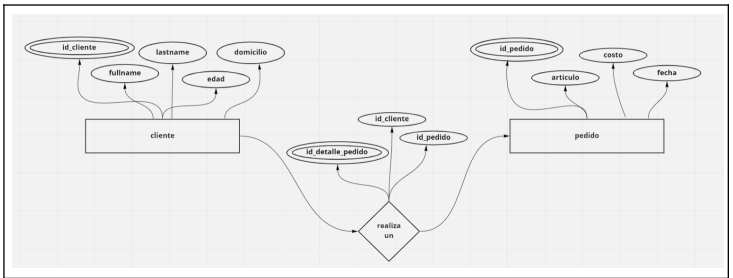 id_cliente
lastname
domicilio
fullname
edad
cliente
id_pedido
costo
articulo
fecha
pedido
id_cliente
id_pedido
id_detalle_pedido
realiza
un